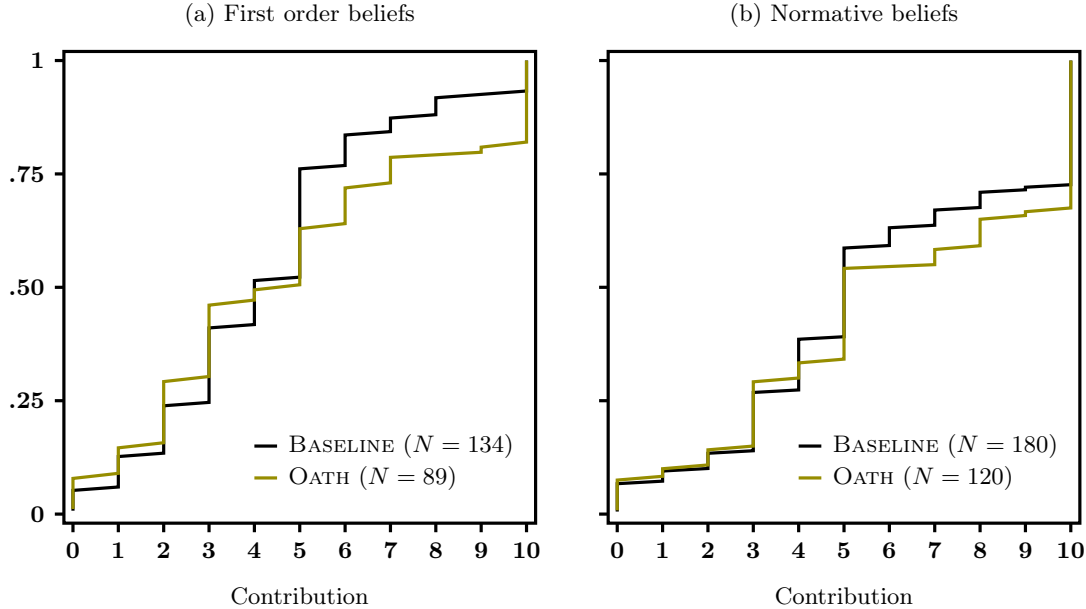 (a) First order beliefs
(b) Normative beliefs
1
.75
.50
.25
0
BASELINE (N = 134)
OATH (N = 89)
BASELINE (N = 180)
OATH (N = 120)
0 1 2 3 4 5 6 7 8 9 10
0 1 2 3 4 5 6 7 8 9 10
Contribution
Contribution